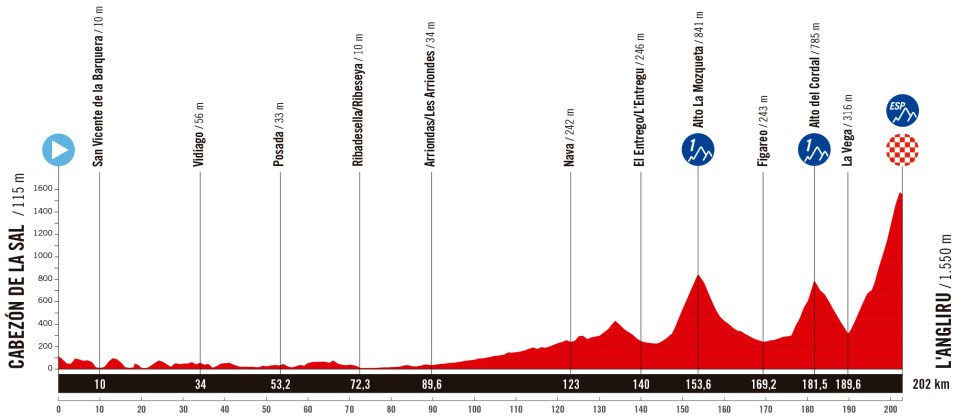 CABEZÓN DE LA SAL / 115 m
San Vicente de la Barquera / 10 m
Vidiago / 56 m
Posada / 33 m
Ribadesella/Ribeseya / 10 m
Arriondas/Les Arriondes / 34 m
Nava / 242 m
El Entrego/L'Entregu / 246 m
Alto La Mozqueta / 841 m
Figareo / 243 m
Alto del Cordal / 785 m
La Vega / 316 m
L'ANGLIRU / 1.550 m
1
1
ESP.
1600
1400
1200
1000
800
600
400
200
0
10 34 53,2 72,3 89,6 123 140 153,6 169,2 181,5 189,6 202 km
0 10 20 30 40 50 60 70 80 90 100 110 120 130 140 150 160 170 180 190 200